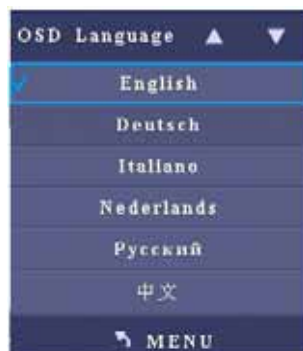 OSD Language
English
Deutsch
Italiano
Nederlands
Русский
中文
MENU